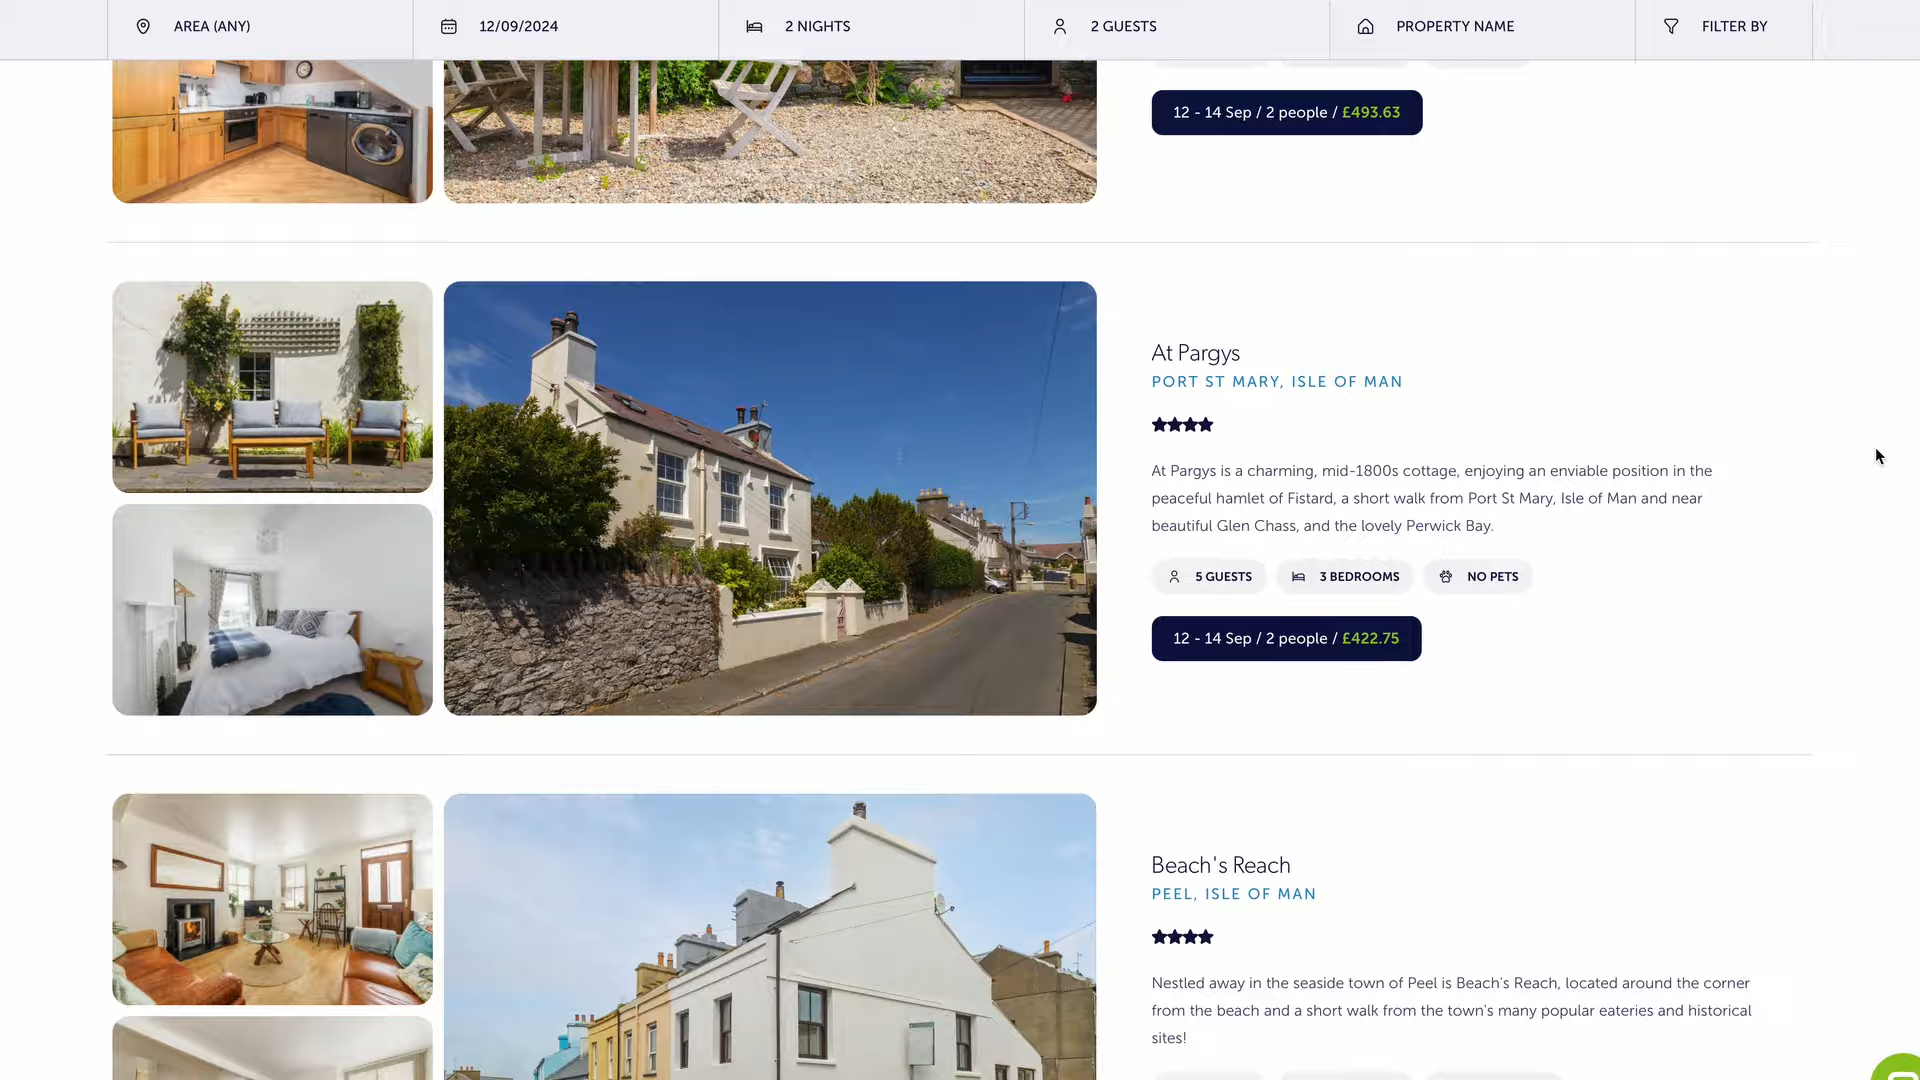 AREA (ANY)
12/09/2024
2 NIGHTS
2 GUESTS
PROPERTY NAME
FILTER BY
12 - 14 Sep / 2 people / £493.63
At Pargys
PORT ST MARY, ISLE OF MAN
At Pargys is a charming, mid-1800s cottage, enjoying an enviable position in the
peaceful hamlet of Fistard, a short walk from Port St Mary, Isle of Man and near
beautiful Glen Chass, and the lovely Perwick Bay.
5 GUESTS
3 BEDROOMS
NO PETS
12 - 14 Sep / 2 people / £422.75
Beach's Reach
PEEL, ISLE OF MAN
Nestled away in the seaside town of Peel is Beach's Reach, located around the corner
from the beach and a short walk from the town's many popular eateries and historical
sites!